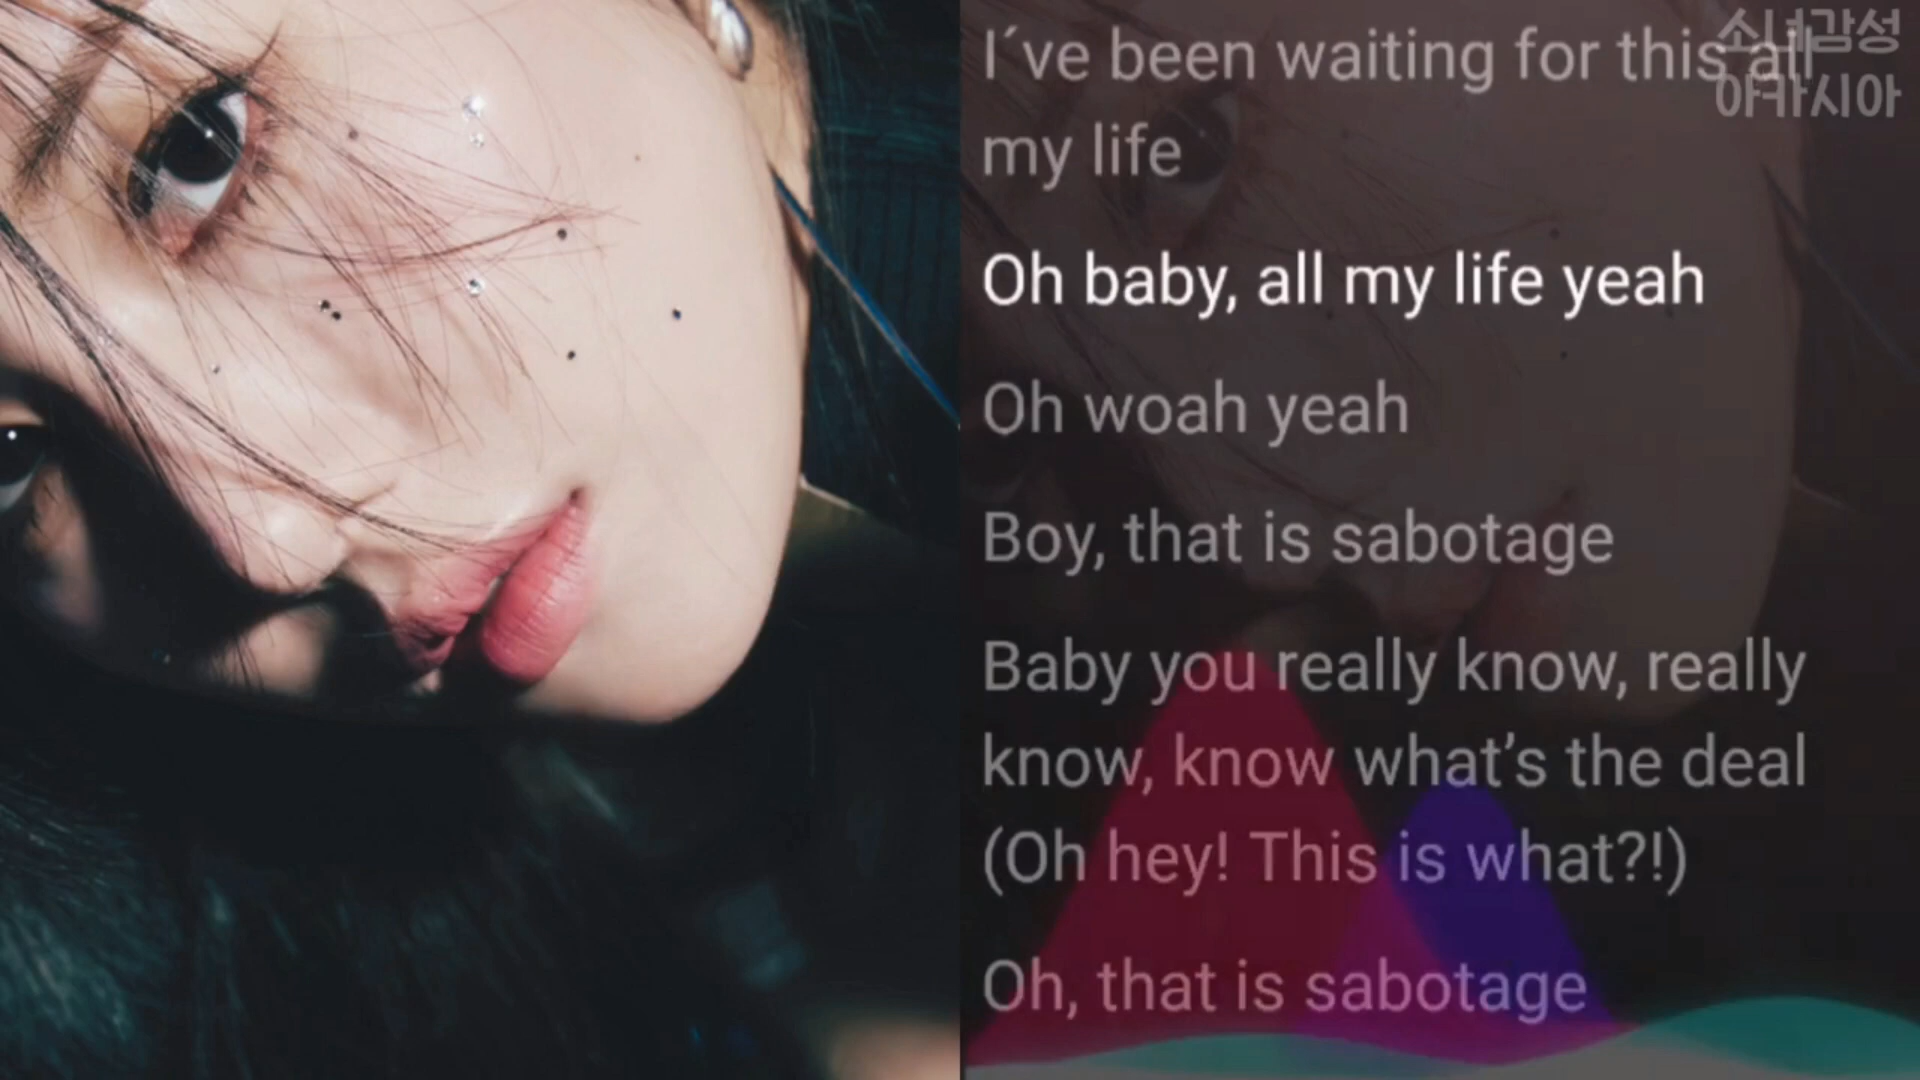 I´ve been waiting for this all
my life
Oh baby, all my life yeah
Oh woah yeah
Boy, that is sabotage
Baby you really know, really
know, know what’s the deal
(Oh hey! This is what?!)
Oh, that is sabotage
소녀감성
아카시아